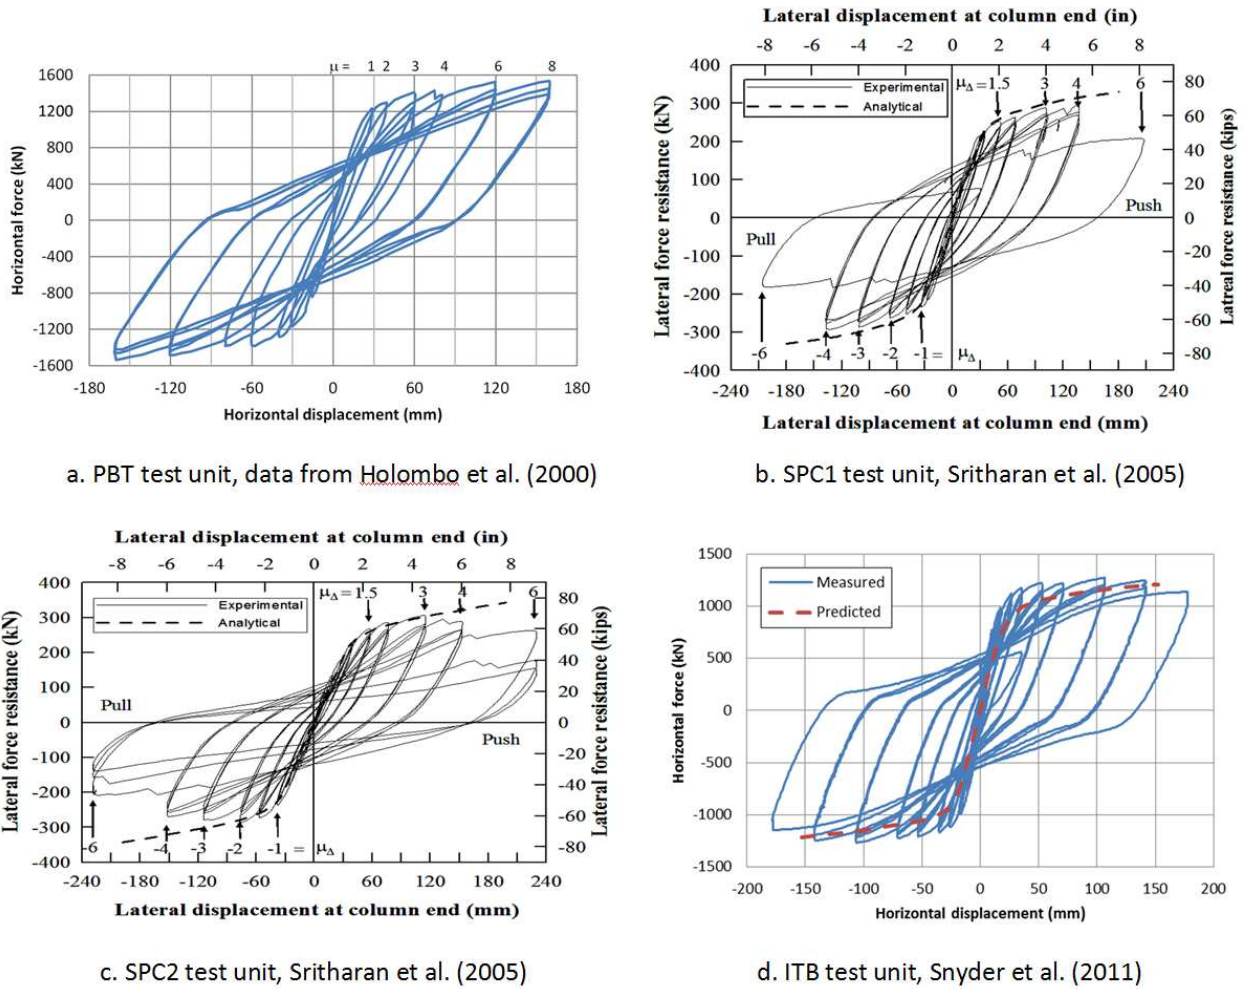 μ = 1 2 3 4 6 8
1600
1200
800
400
0
-400
-800
-1200
-1600
Horizontal force (kN)
-180 -120 -60 0 60 120 180
Horizontal displacement (mm)
a. PBT test unit, data from Holombo et al. (2000)
Lateral displacement at column end (in)
-8 -6 -4 -2 0 2 4 6 8
Experimental
Analytical
μΔ=1.5 3 4 6
400
300
200
100
0
-100
-200
-300
-400
Lateral force resistance (kN)
80
60
40
20
0
-20
-40
-60
-80
Latreal force resistance (kips)
Pull
Push
-6 -4 -3 -2 -1 = μΔ
-240 -180 -120 -60 0 60 120 180 240
Lateral displacement at column end (mm)
b. SPC1 test unit, Sritharan et al. (2005)
Lateral displacement at column end (in)
-8 -6 -4 -2 0 2 4 6 8
Experimental
Analytical
μΔ=1.5 3 4 6
400
300
200
100
0
-100
-200
-300
-400
Lateral force resistance (kN)
80
60
40
20
0
-20
-40
-60
-80
Lateral force resistance (kips)
Pull
Push
-6 -4 -3 -2 -1 = μΔ
-240 -180 -120 -60 0 60 120 180 240
Lateral displacement at column end (mm)
c. SPC2 test unit, Sritharan et al. (2005)
Measured
Predicted
1500
1000
500
0
-500
-1000
-1500
Horizontal force (kN)
-200 -150 -100 -50 0 50 100 150 200
Horizontal displacement (mm)
d. ITB test unit, Snyder et al. (2011)